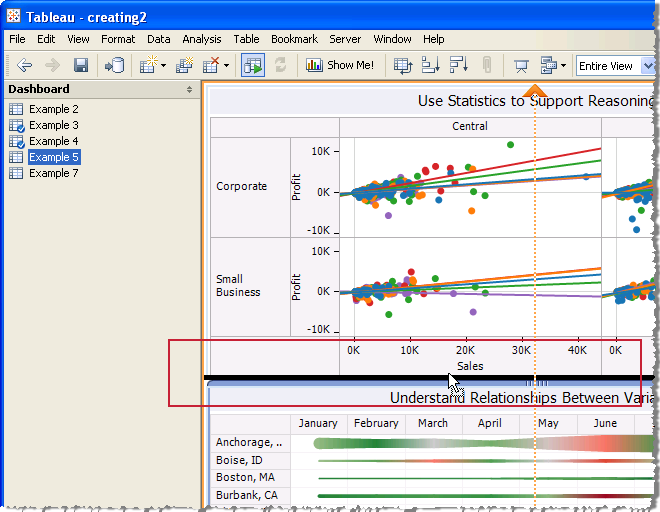 Tableau - creating2
File Edit View Format Data Analysis Table Bookmark Server Window Help
Show Me! Entire View
Dashboard
Example 2
Example 3
Example 4
Example 5
Example 7
Use Statistics to Support Reasoning
Central
Corporate
Profit
10K
0K
-10K
Small
Business
Profit
10K
0K
-10K
0K 10K 20K 30K 40K 0K
Sales
Understand Relationships Between Varia
January February March April May June
Anchorage, ..
Boise, ID
Boston, MA
Burbank, CA